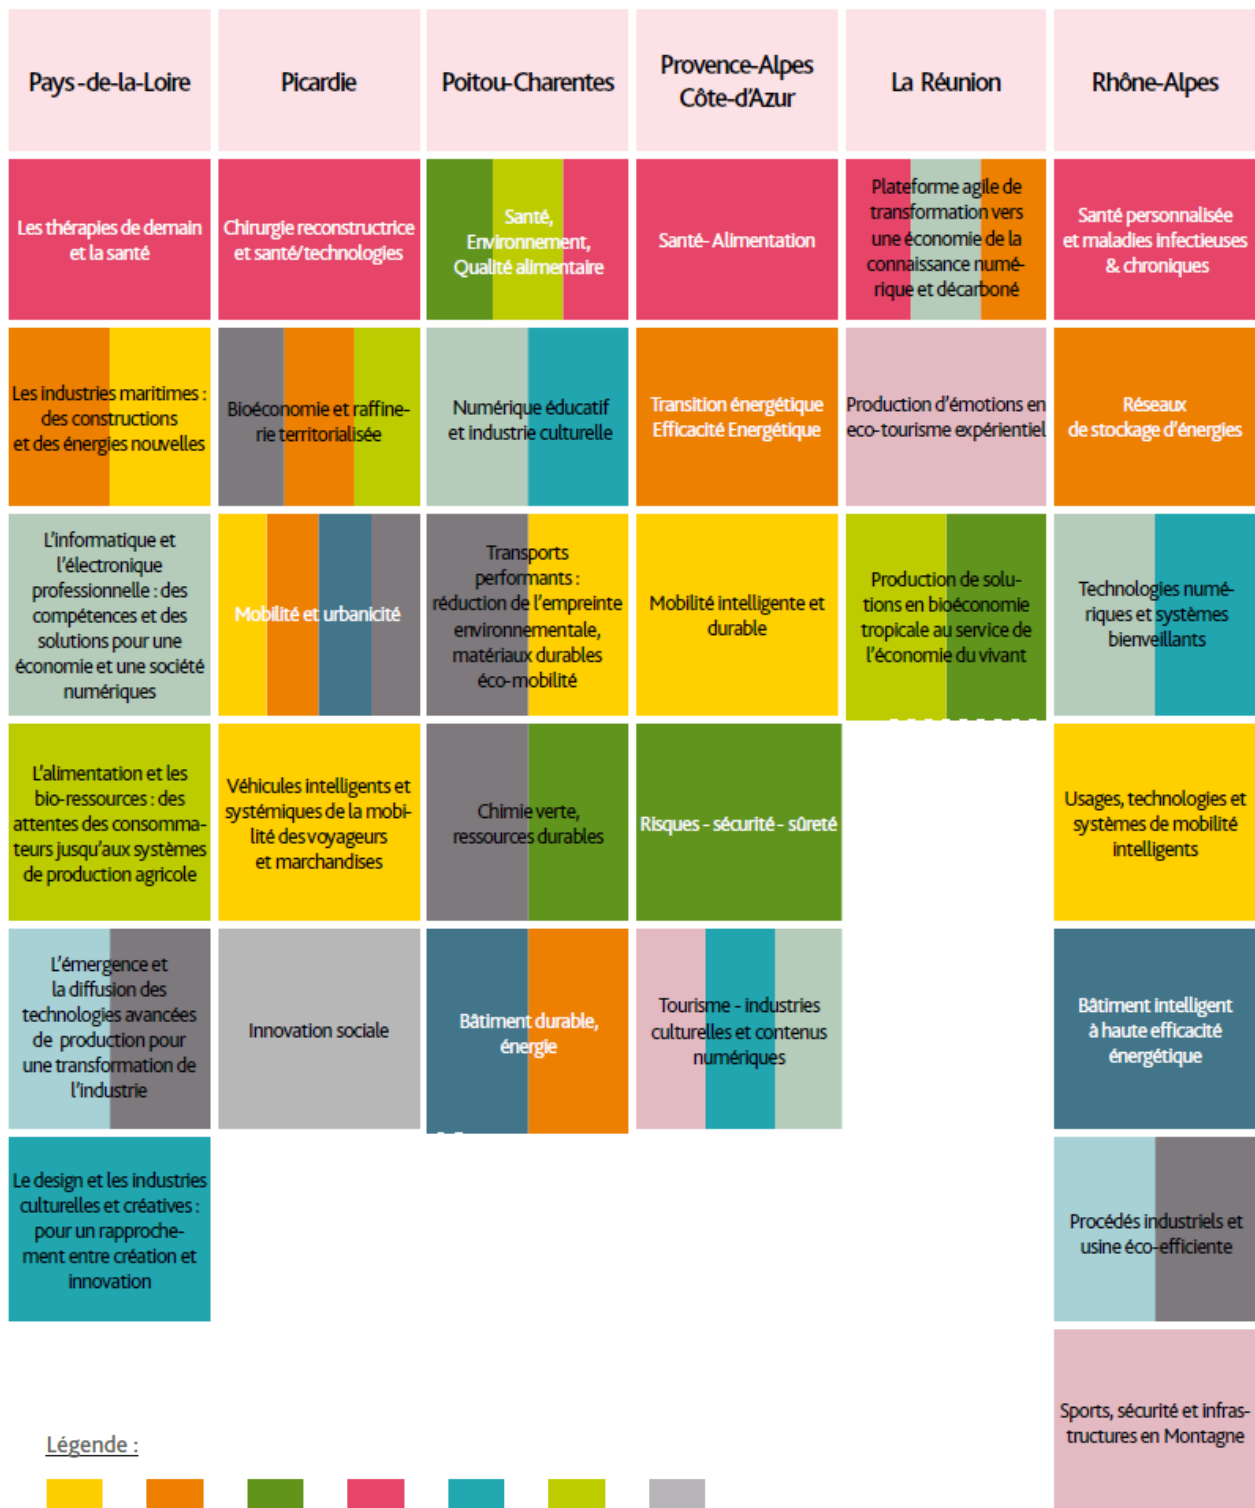 Pays-de-la-Loire
Picardie
Poitou-Charentes
Provence-Alpes
Côte-d'Azur
La Réunion
Rhône-Alpes
Les thérapies de demain
et la santé
Chirurgie reconstructrice
et santé/technologies
Santé,
Environnement,
Qualité alimentaire
Santé- Alimentation
Plateforme agile de
transformation vers
une économie de la
connaissance numé-
rique et décarboné
Santé personnalisée
et maladies infectieuses
& chroniques
Les industries maritimes :
des constructions
et des énergies nouvelles
Bioéconomie et raffine-
rie territorialisée
Numérique éducatif
et industrie culturelle
Transition énergétique
Efficacité Energétique
Production d'émotions en
eco-tourisme expérientiel
Réseaux
de stockage d'énergies
L'informatique et
l'électronique
professionnelle : des
compétences et des
solutions pour une
économie et une société
numériques
Mobilité et urbanicité
Transports
performants :
réduction de l'empreinte
environnementale,
matériaux durables
éco-mobilité
Mobilité intelligente et
durable
Production de solu-
tions en bioéconomie
tropicale au service de
l'économie du vivant
Technologies numé-
riques et systèmes
bienveillants
L'alimentation et les
bio-ressources : des
attentes des consomma-
teurs jusqu'aux systèmes
de production agricole
Véhicules intelligents et
systémiques de la mobi-
lité des voyageurs
et marchandises
Chimie verte,
ressources durables
Risques - sécurité - sûreté
Usages, technologies et
systèmes de mobilité
intelligents
L'émergence et
la diffusion des
technologies avancées
de production pour
une transformation de
l'industrie
Innovation sociale
Bâtiment durable,
énergie
Tourisme - industries
culturelles et contenus
numériques
Bâtiment intelligent
à haute efficacité
énergétique
Le design et les industries
culturelles et créatives :
pour un rapproche-
ment entre création et
innovation
Procédés industriels et
usine éco-efficiente
Sports, sécurité et infras-
tructures en Montagne
Légende :